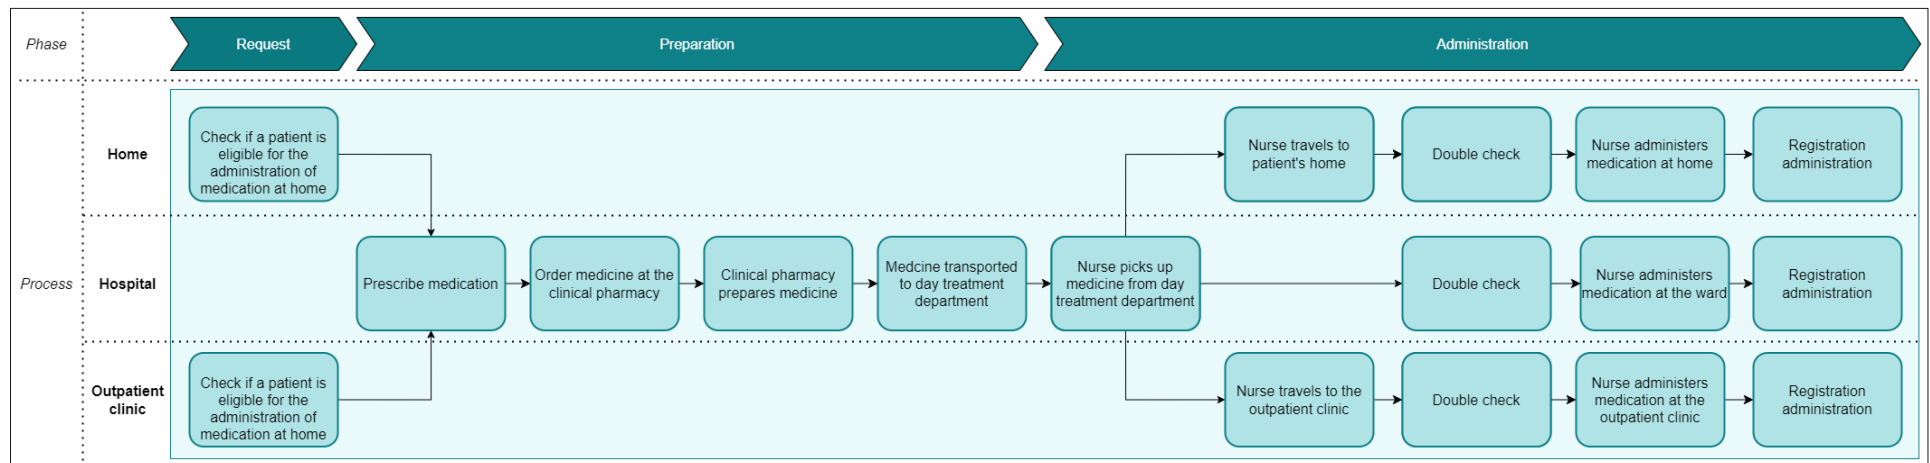 Phase
Request
Preparation
Administration
Process
Home
Check if a patient is
eligible for the
administration of
medication at home
Nurse travels to
patient's home
Double check
Nurse administers
medication at home
Registration
administration
Hospital
Prescribe medication
Order medicine at the
clinical pharmacy
Clinical pharmacy
prepares medicine
Medcine transported
to day treatment
department
Nurse picks up
medicine from day
treatment department
Double check
Nurse administers
medication at the ward
Registration
administration
Outpatient
clinic
Check if a patient is
eligible for the
administration of
medication at home
Nurse travels to the
outpatient clinic
Double check
Nurse administers
medication at the
outpatient clinic
Registration
administration